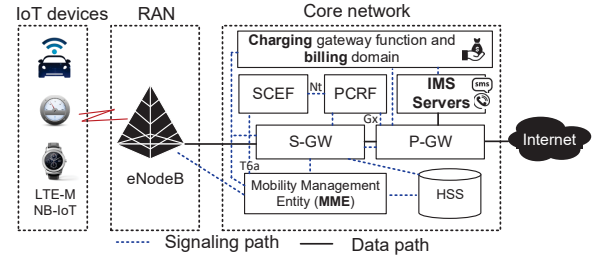 IoT devices
RAN
Core network
Charging gateway function and
billing domain
SCEF
Nt
PCRF
IMS
Servers
sms
Gx
S-GW
P-GW
Internet
T6a
eNodeB
LTE-M
NB-IoT
Mobility Management
Entity (MME)
HSS
Signaling path
Data path